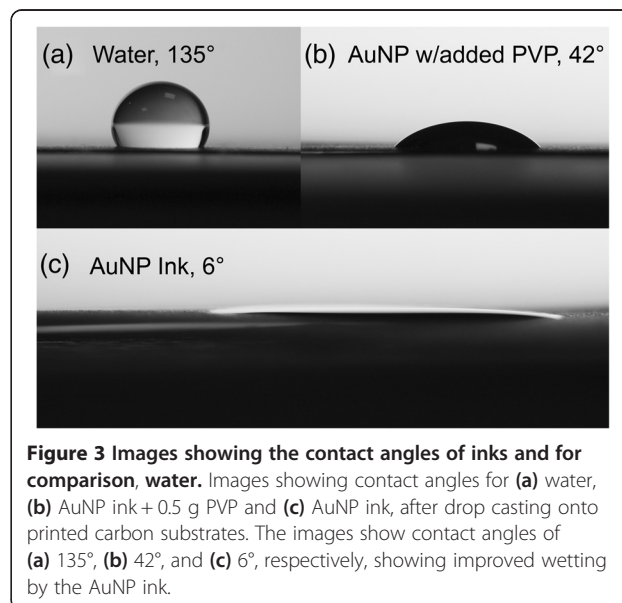 (a) Water, 135°
(b) AuNP w/added PVP, 42°
(c) AuNP Ink, 6°
Figure 3 Images showing the contact angles of inks and for
comparison, water. Images showing contact angles for (a) water,
(b) AuNP ink + 0.5 g PVP and (c) AuNP ink, after drop casting onto
printed carbon substrates. The images show contact angles of
(a) 135°, (b) 42°, and (c) 6°, respectively, showing improved wetting
by the AuNP ink.